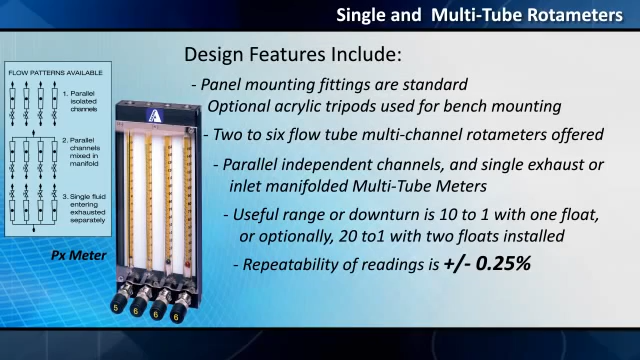 Single and  Multi-Tube Rotameters
Design Features Include:
- Panel mounting fittings are standard
Optional acrylic tripods used for bench mounting
- Two to six flow tube multi-channel rotameters offered
- Parallel independent channels, and single exhaust or
inlet manifolded Multi-Tube Meters
- Useful range or downturn is 10 to 1 with one float,
or optionally, 20 to1 with two floats installed
- Repeatability of readings is +/- 0.25%
FLOW PATTERNS AVAILABLE
1. Parallel
isolated
channels
2. Parallel
channels
mixed in
manifold
3. Single fluid
entering
exhausted
separately
Px Meter
A
5 6 6 6